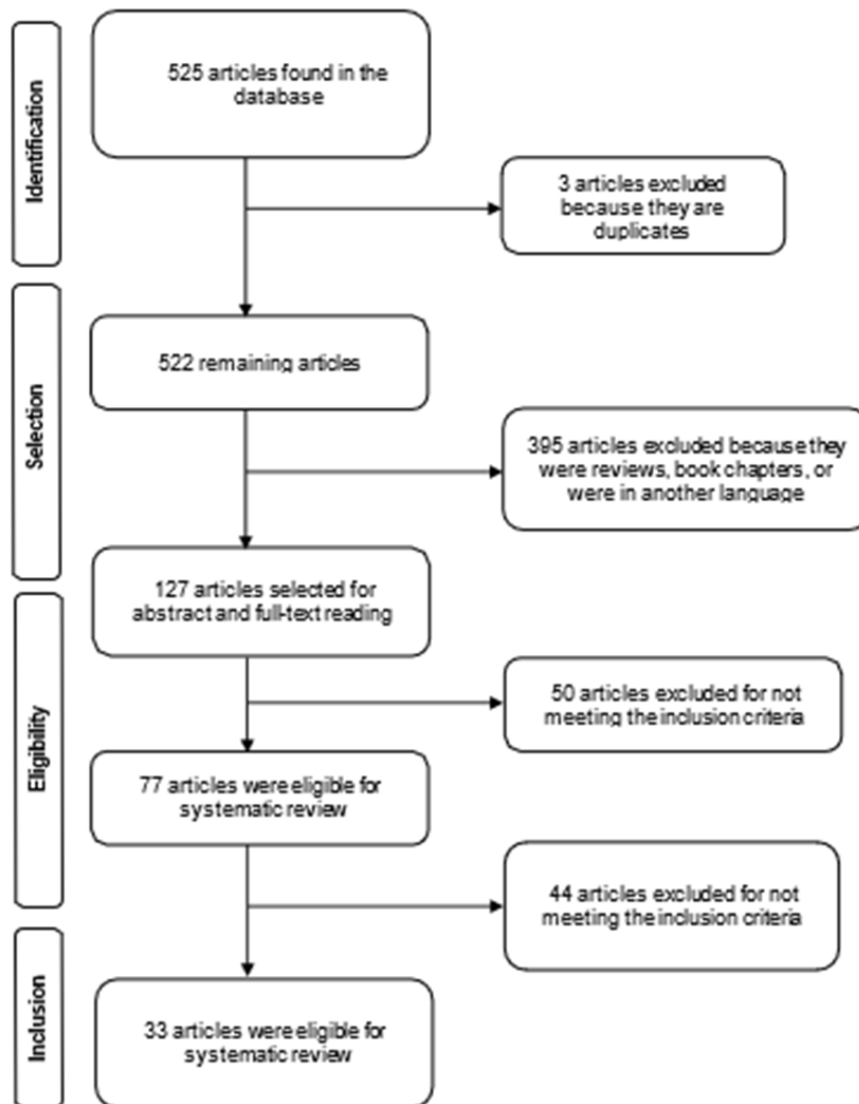 Identification
525 articles found in the
database
3 articles excluded
because they are
duplicates
Selection
522 remaining articles
395 articles excluded because they
were reviews, book chapters, or
were in another language
127 articles selected for
abstract and full-text reading
Eligibility
50 articles excluded for not
meeting the inclusion criteria
77 articles were eligible for
systematic review
44 articles excluded for not
meeting the inclusion criteria
Inclusion
33 articles were eligible for
systematic review